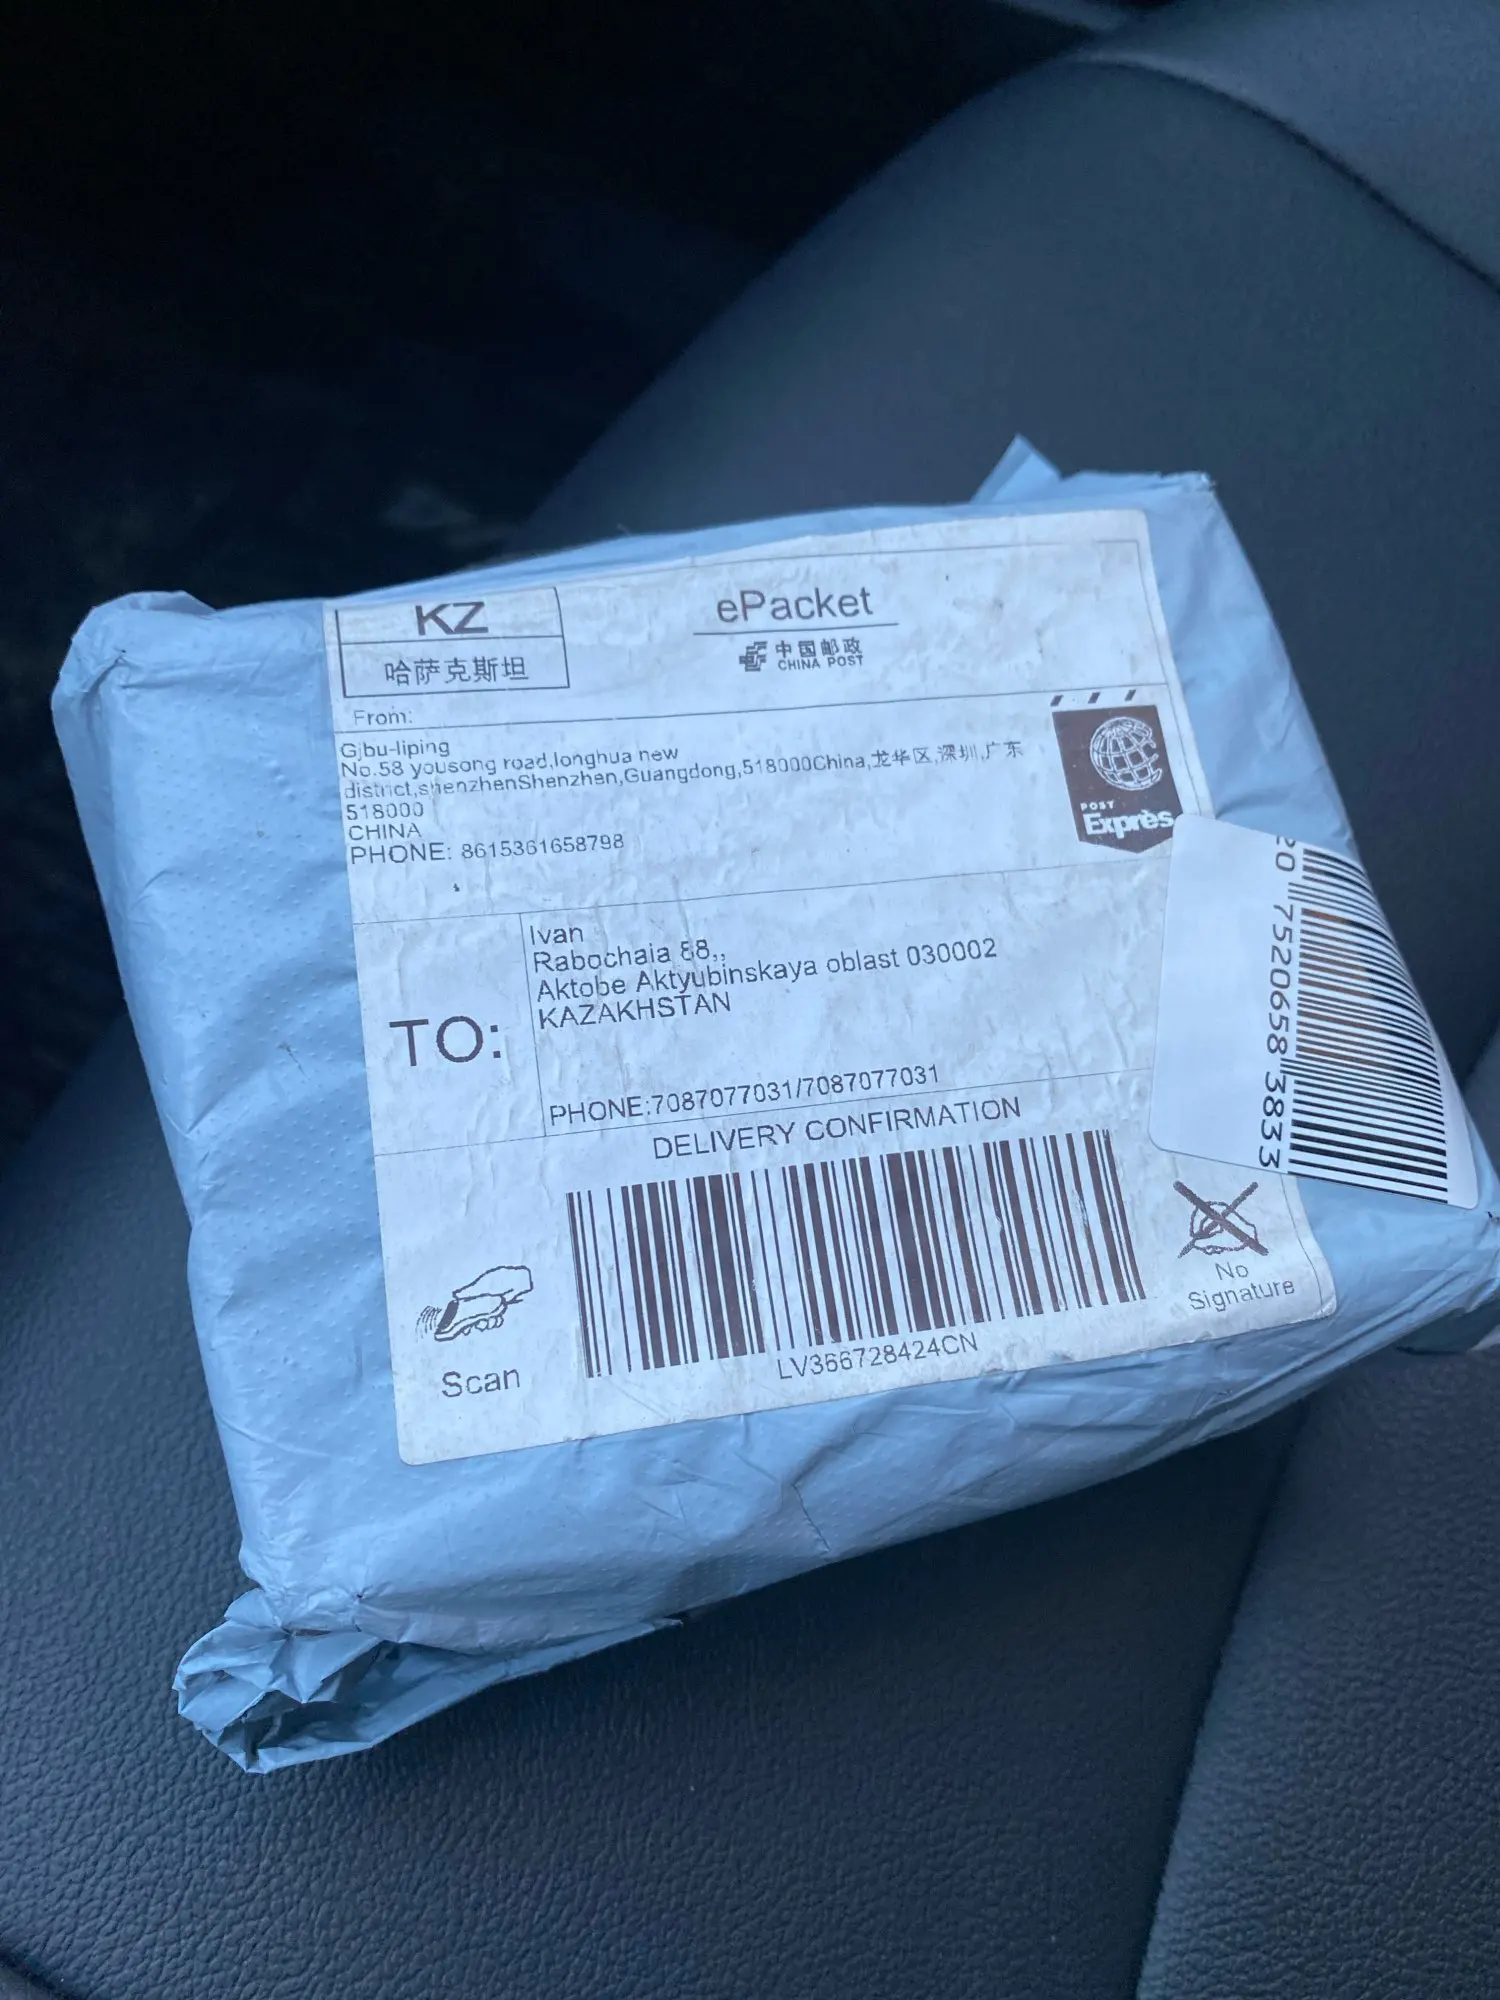 KZ
哈萨克斯坦
ePacket
中国邮政
CHINA POST
From:
Gjbu-liping
No.58 yousong road,longhua new
district,shenzhenShenzhen,Guangdong,518000China,龙华区,深圳,广东
518000
CHINA
PHONE: 8615361658798
POST
Exprès
TO:
Ivan
Rabochaia 88,,
Aktobe Aktyubinskaya oblast 030002
KAZAKHSTAN
PHONE:7087077031/7087077031
DELIVERY CONFIRMATION
Scan
LV366728424CN
No
Signature
20 7520658 3833